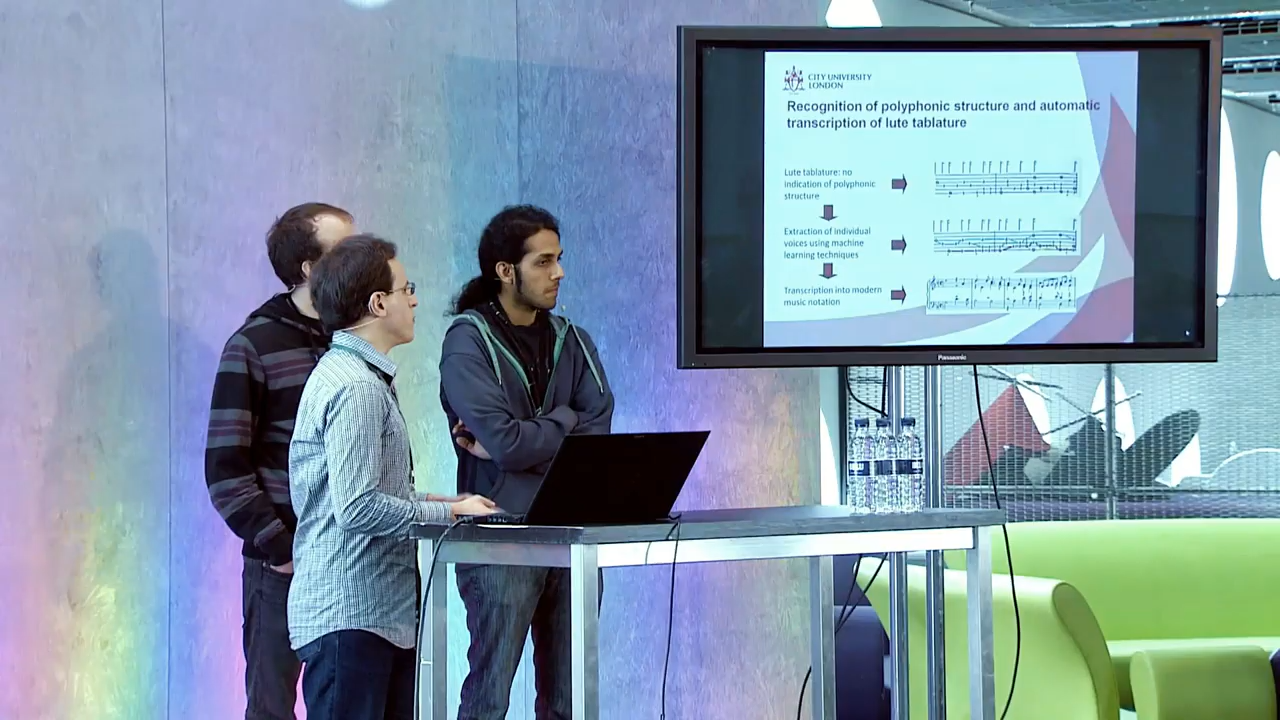 CITY UNIVERSITY
LONDON
Recognition of polyphonic structure and automatic
transcription of lute tablature
Lute tablature: no
indication of polyphonic
structure
Extraction of individual
voices using machine
learning techniques
Transcription into modern
music notation
Panasonic